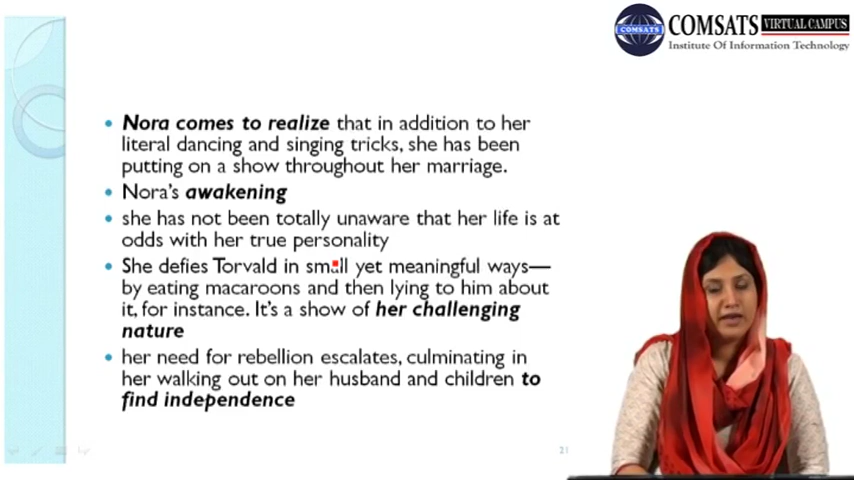 COMSATS
COMSATS VIRTUAL CAMPUS
Institute Of Information Technology
Nora comes to realize that in addition to her
literal dancing and singing tricks, she has been
putting on a show throughout her marriage.
Nora's awakening
she has not been totally unaware that her life is at
odds with her true personality
She defies Torvald in small yet meaningful ways—
by eating macaroons and then lying to him about
it, for instance. It's a show of her challenging
nature
her need for rebellion escalates, culminating in
her walking out on her husband and children to
find independence
21